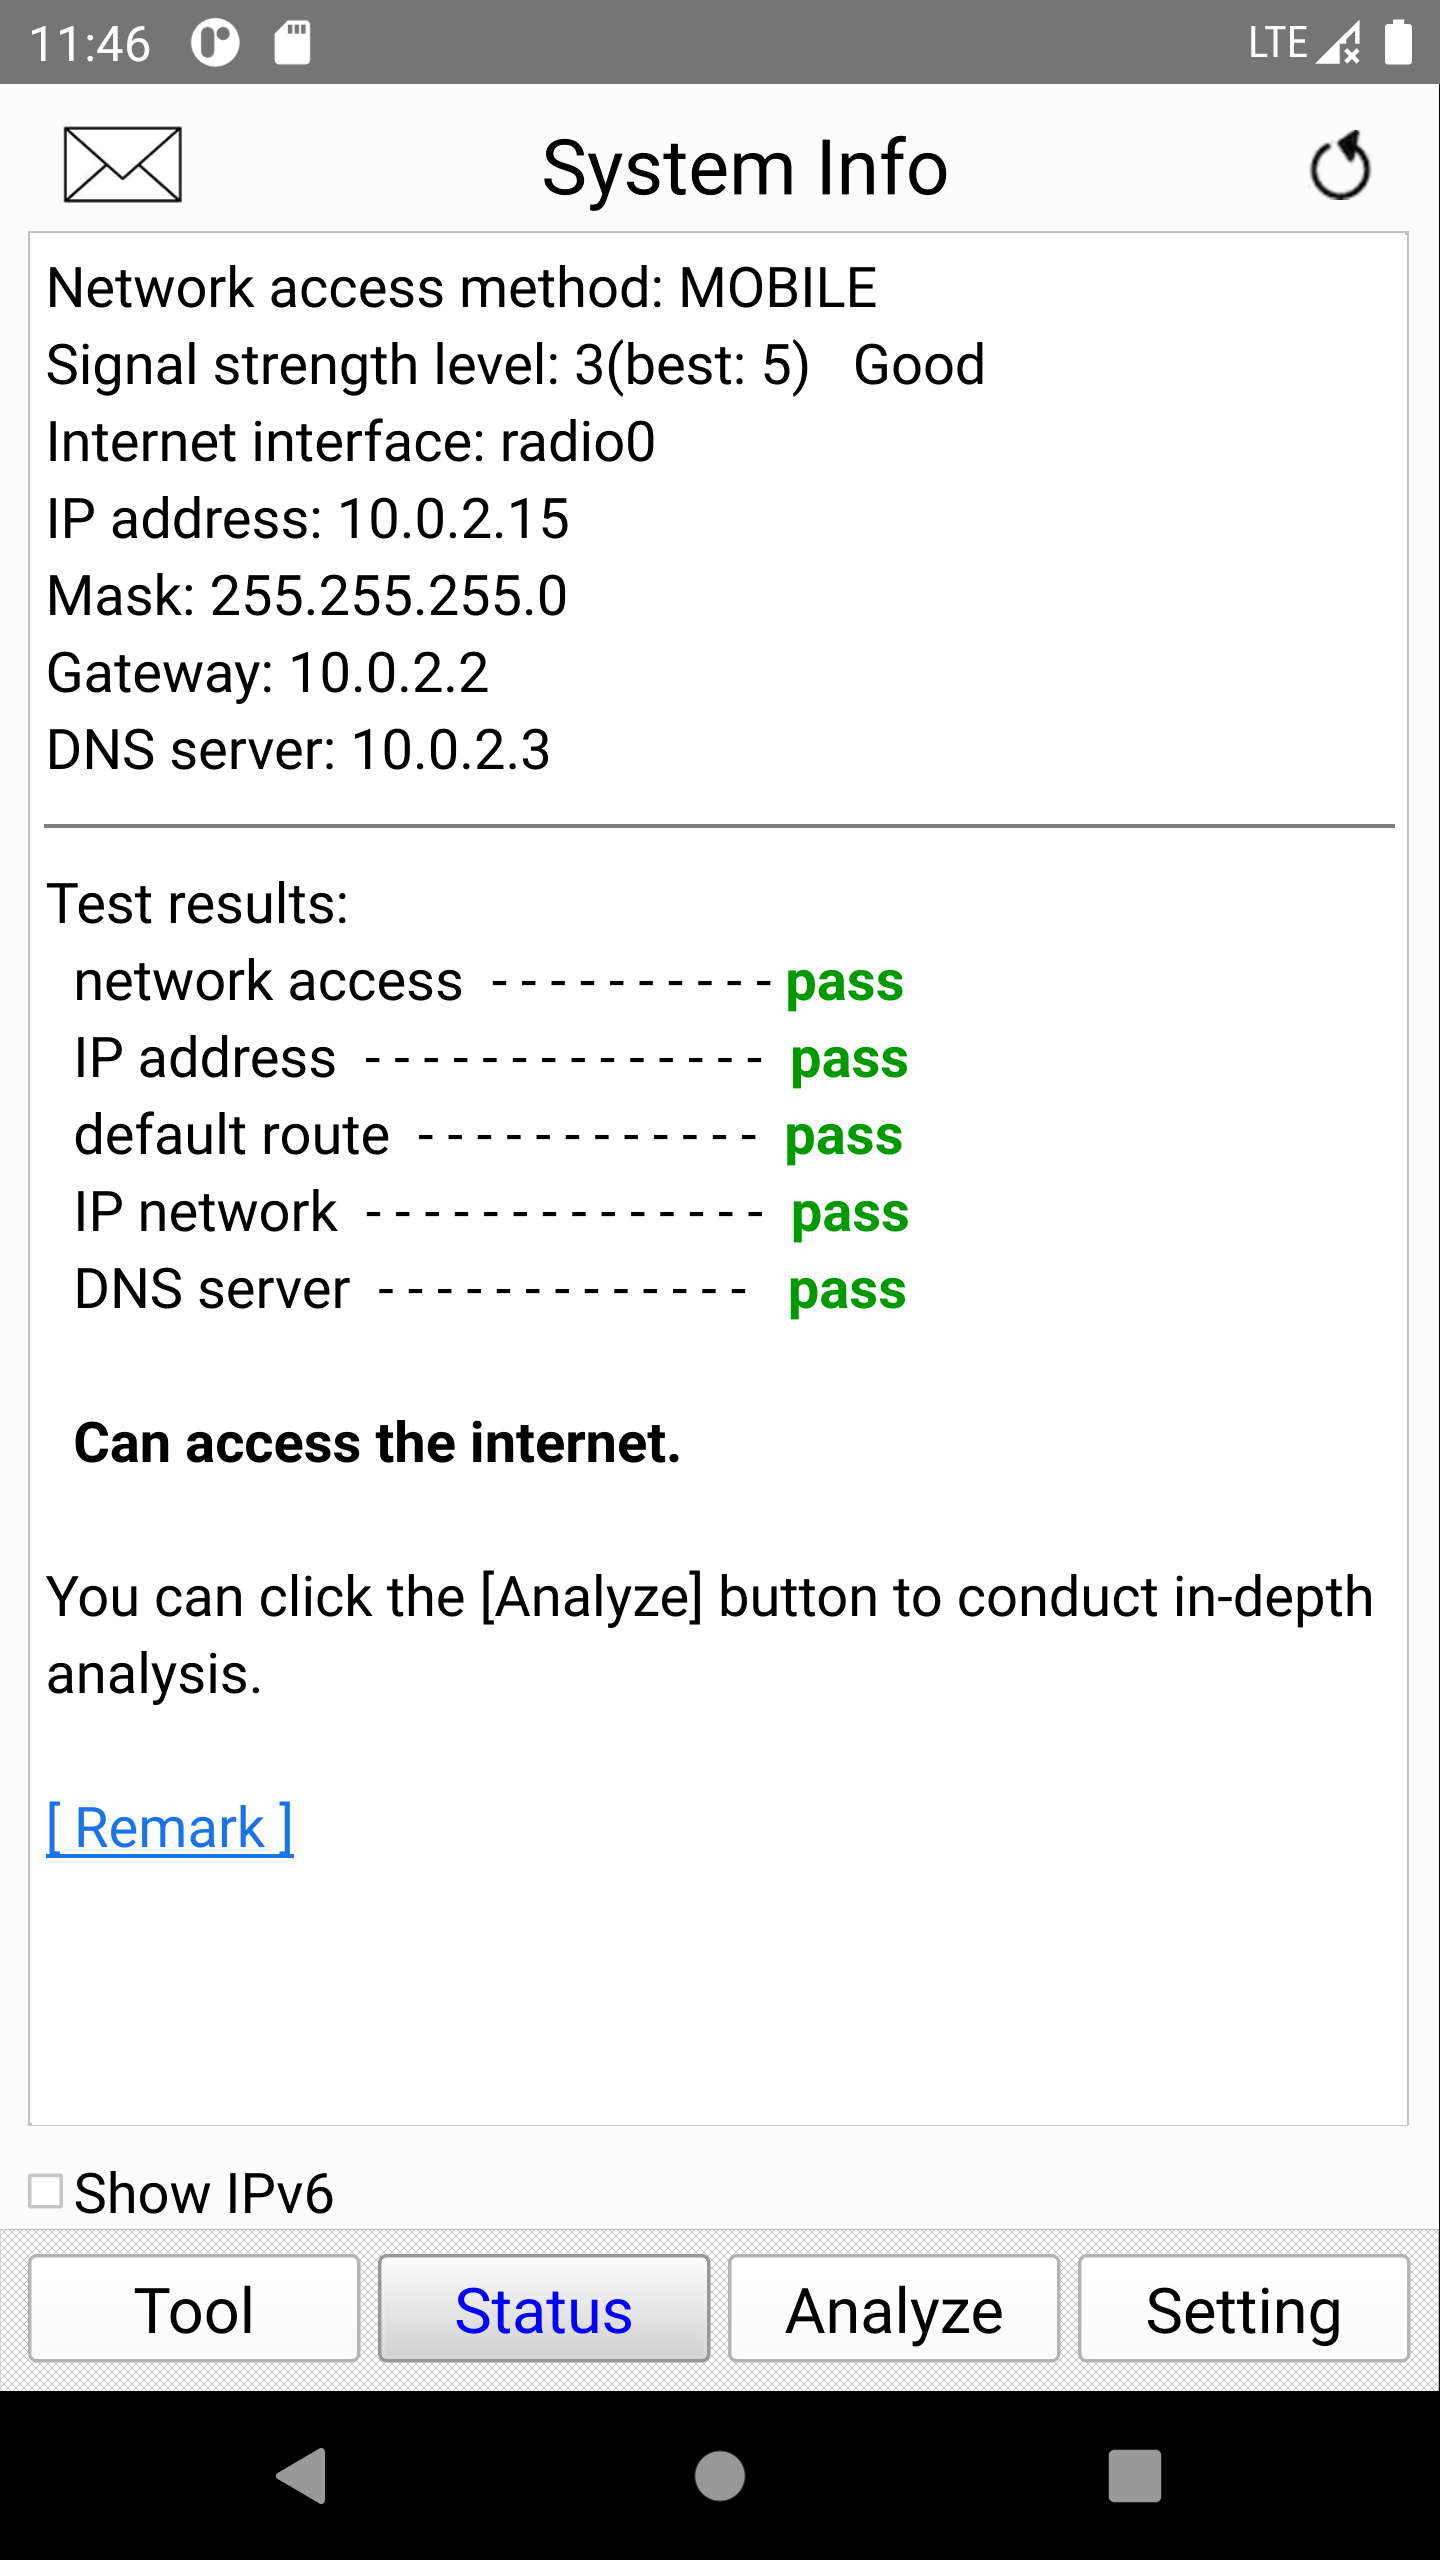 11:46 LTE
System Info
Network access method: MOBILE
Signal strength level: 3(best: 5)   Good
Internet interface: radio0
IP address: 10.0.2.15
Mask: 255.255.255.0
Gateway: 10.0.2.2
DNS server: 10.0.2.3
Test results:
network access ---------- pass
IP address -------------- pass
default route ------------ pass
IP network -------------- pass
DNS server ------------- pass
Can access the internet.
You can click the [Analyze] button to conduct in-depth
analysis.
[ Remark ]
Show IPv6
Tool Status Analyze Setting